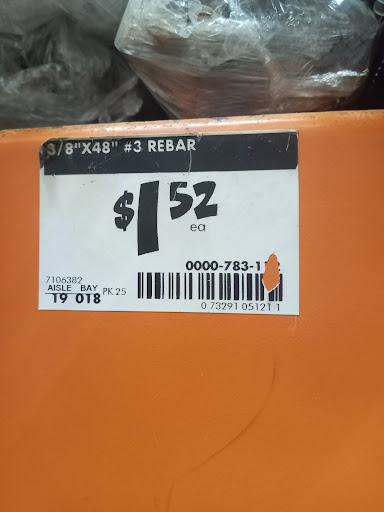 3/8"X48" #3 REBAR
$1 52
ea
0000-783-1
7106382
AISLE BAY
19 018 PK 25
0 73291 05121 1